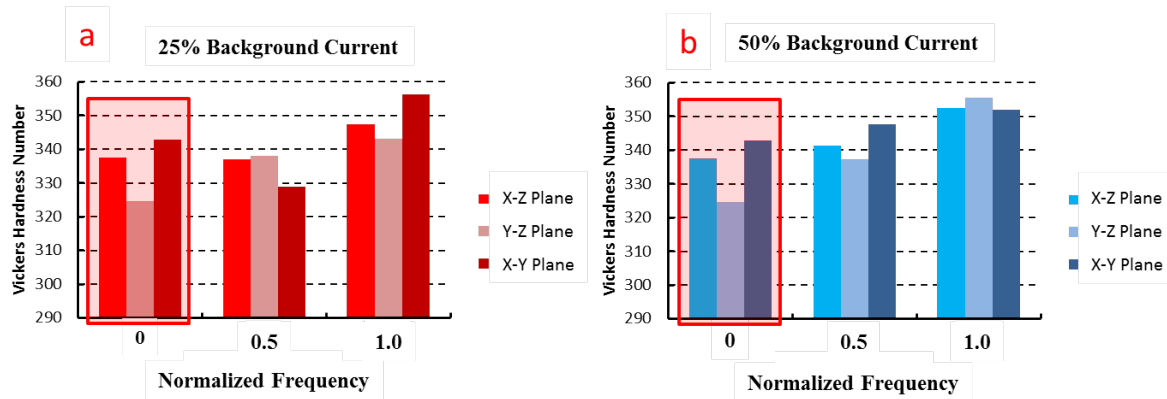 a
25% Background Current
Vickers Hardness Number
360
350
340
330
320
310
300
290
0
0.5
1.0
Normalized Frequency
X-Z Plane
Y-Z Plane
X-Y Plane
b
50% Background Current
Vickers Hardness Number
360
350
340
330
320
310
300
290
0
0.5
1.0
Normalized Frequency
X-Z Plane
Y-Z Plane
X-Y Plane